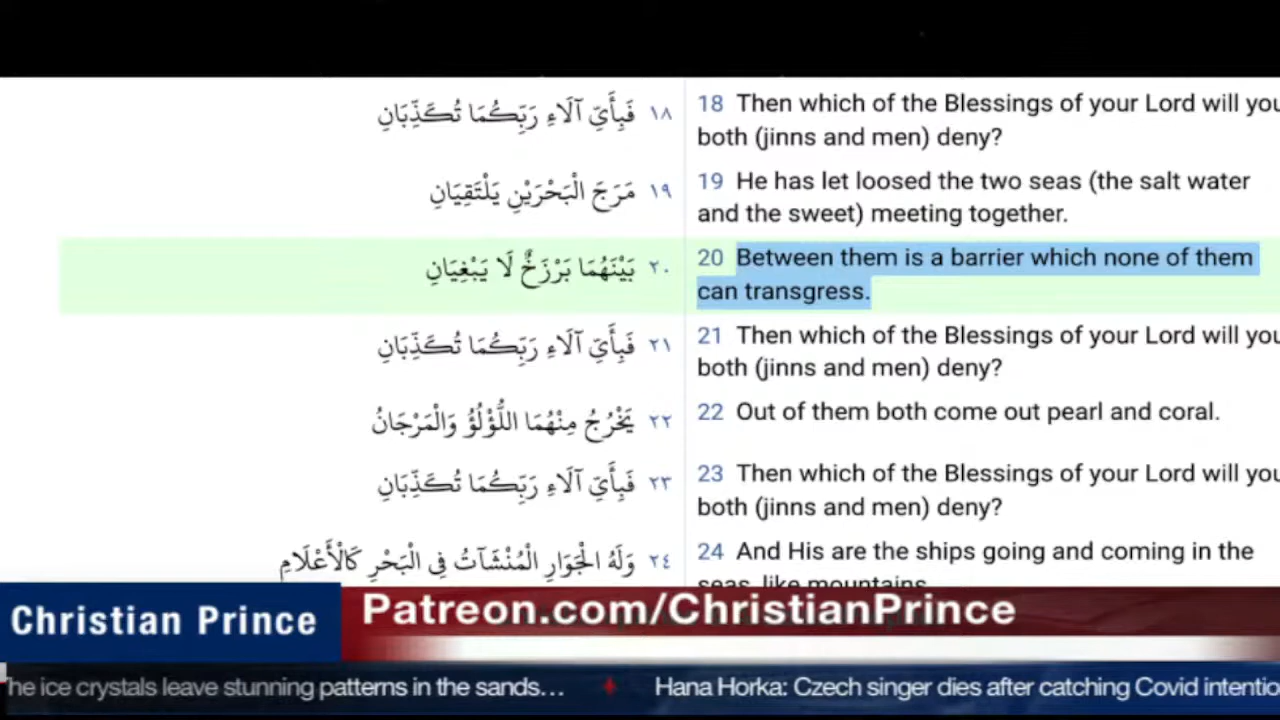 فَبِأَيِّ آلَاءِ رَبِّكُمَا تُكَذِّبَانِ ١٨
18 Then which of the Blessings of your Lord will you
both (jinns and men) deny?
مَرَجَ الْبَحْرَيْنِ يَلْتَقِيَانِ ١٩
19 He has let loosed the two seas (the salt water
and the sweet) meeting together.
بَيْنَهُمَا بَرْزَخٌ لَا يَبْغِيَانِ ٢٠
20 Between them is a barrier which none of them
can transgress.
فَبِأَيِّ آلَاءِ رَبِّكُمَا تُكَذِّبَانِ ٢١
21 Then which of the Blessings of your Lord will you
both (jinns and men) deny?
يَخْرُجُ مِنْهُمَا اللُّؤْلُؤُ وَالْمَرْجَانُ ٢٢
22 Out of them both come out pearl and coral.
فَبِأَيِّ آلَاءِ رَبِّكُمَا تُكَذِّبَانِ ٢٣
23 Then which of the Blessings of your Lord will you
both (jinns and men) deny?
وَلَهُ الْجَوَارِ الْمُنْشَآتُ فِي الْبَحْرِ كَالْأَعْلَامِ ٢٤
24 And His are the ships going and coming in the
seas, like mountains
Christian Prince
Patreon.com/ChristianPrince
he ice crystals leave stunning patterns in the sands...
Hana Horka: Czech singer dies after catching Covid intentio